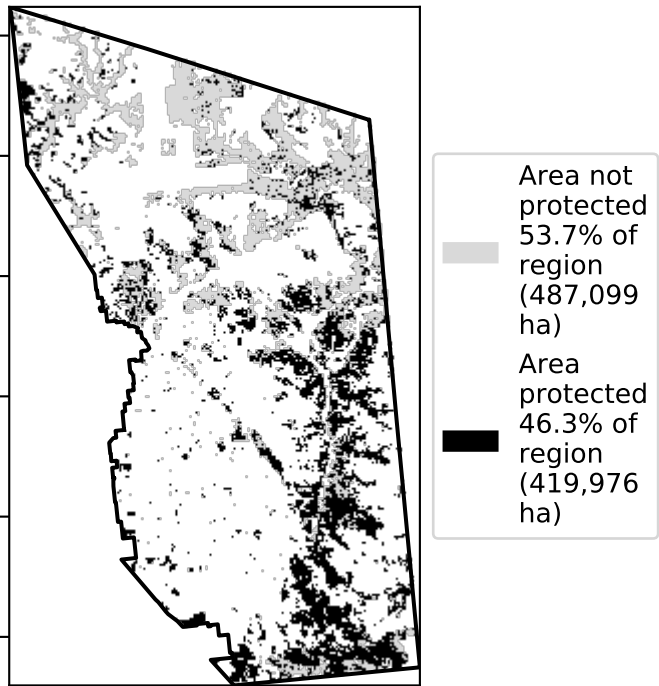 Area not
protected
53.7% of
region
(487,099
ha)
Area
protected
46.3% of
region
(419,976
ha)